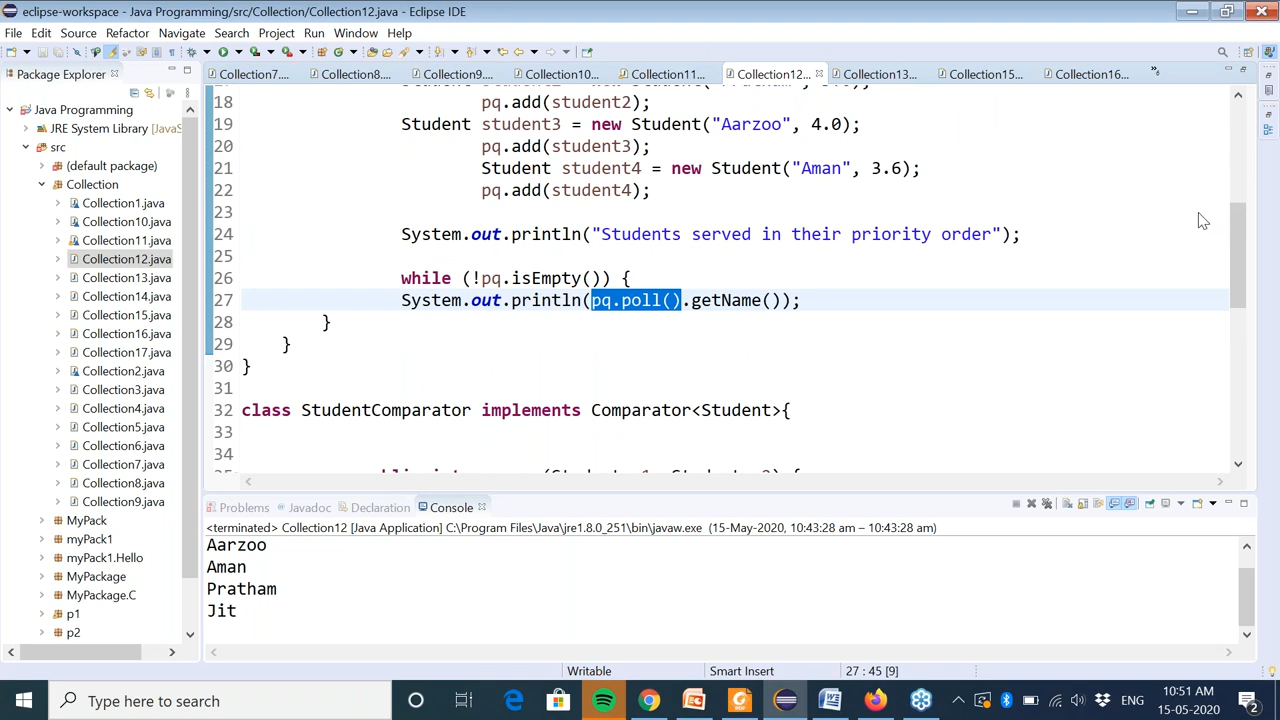 eclipse-workspace - Java Programming/src/Collection/Collection12.java - Eclipse IDE
File Edit Source Refactor Navigate Search Project Run Window Help
Package Explorer
Collection7....
Collection8....
Collection9....
Collection10...
Collection11...
Collection12...
Collection13...
Collection15...
Collection16...
Java Programming
JRE System Library [JavaS
src
(default package)
Collection
Collection1.java
Collection10.java
Collection11.java
Collection12.java
Collection13.java
Collection14.java
Collection15.java
Collection16.java
Collection17.java
Collection2.java
Collection3.java
Collection4.java
Collection5.java
Collection6.java
Collection7.java
Collection8.java
Collection9.java
MyPack
myPack1
myPack1.Hello
MyPackage
MyPackage.C
p1
p2
18 pq.add(student2);
19 Student student3 = new Student("Aarzoo", 4.0);
20 pq.add(student3);
21 Student student4 = new Student("Aman", 3.6);
22 pq.add(student4);
23
24 System.out.println("Students served in their priority order");
25
26 while (!pq.isEmpty()) {
27 System.out.println(pq.poll().getName());
28 }
29 }
30 }
31
32 class StudentComparator implements Comparator<Student>{
33
34
Problems Javadoc Declaration Console
<terminated> Collection12 [Java Application] C:\Program Files\Java\jre1.8.0_251\bin\javaw.exe (15-May-2020, 10:43:28 am – 10:43:28 am)
Aarzoo
Aman
Pratham
Jit
Writable Smart Insert 27 : 45 [9]
Type here to search
ENG
10:51 AM
15-05-2020
2